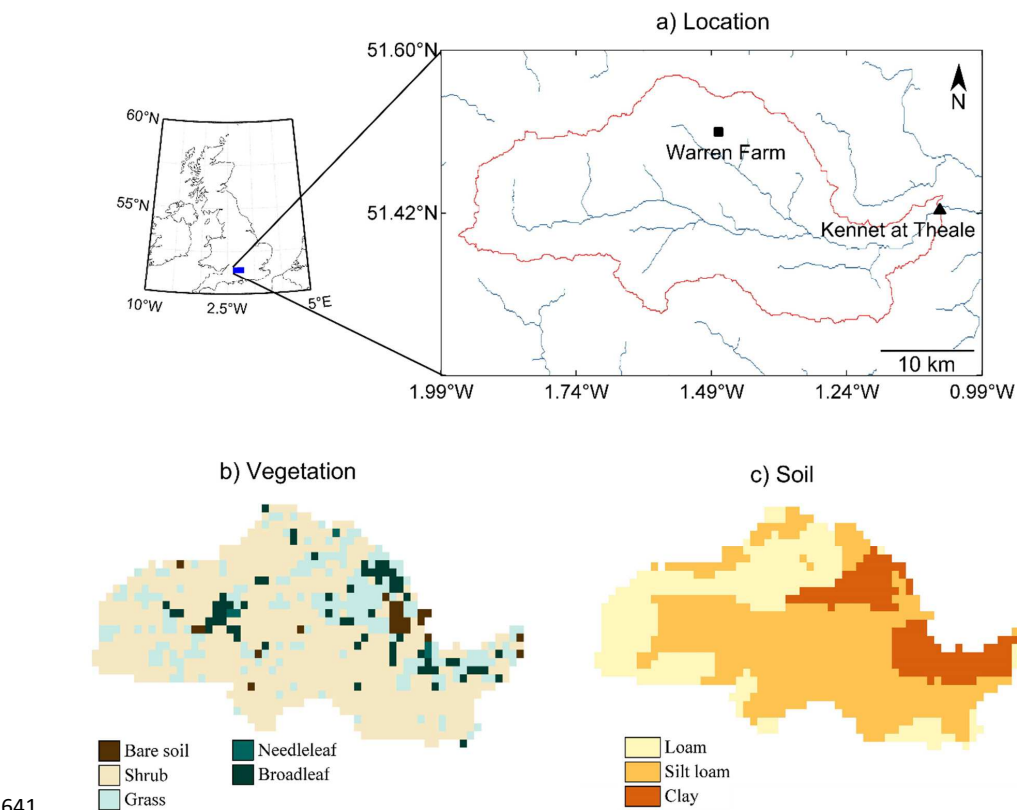 a) Location
51.60°N
N
Warren Farm
60°N
55°N
51.42°N
Kennet at Theale
10°W
2.5°W
5°E
10 km
1.99°W
1.74°W
1.49°W
1.24°W
0.99°W
b) Vegetation
c) Soil
Bare soil
Needleleaf
Shrub
Broadleaf
Grass
Loam
Silt loam
Clay
641